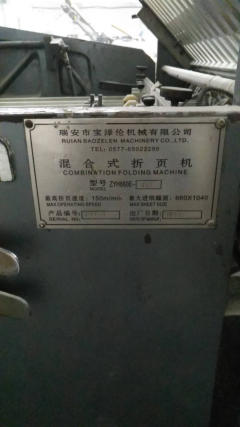 瑞安市宝泽伦机械有限公司
RUIAN BAOZELEN MACHINERY CO.,LTD.
TEL: 0577-65022280
混合式折页机
COMBINATION FOLDING MACHINE
型号 ZYH660E-
MODEL
最高折页速度: 150m/min 最大进纸幅面: 660X1040
MAX OPERATING SPEED MAX SHEET SIZE
产品编号 出厂日期
SERIAL NO. DATE OF MANUF.